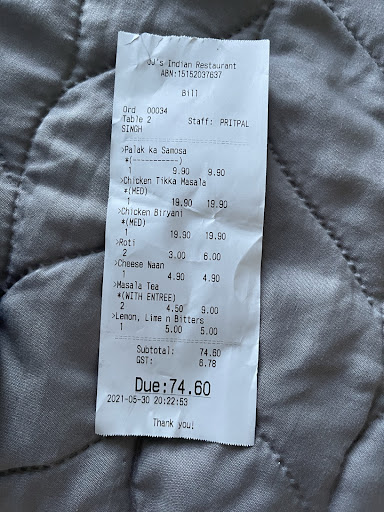 JJ's Indian Restaurant
ABN:15152037637
Bill
Ord 00034
Table 2 Staff: PRITPAL
SINGH
>Palak ka Samosa
*(-----------)
1 9.90 9.90
>Chicken Tikka Masala
*(MED)
1 19.90 19.90
>Chicken Biryani
*(MED)
1 19.90 19.90
>Roti
2 3.00 6.00
>Cheese Naan
1 4.90 4.90
>Masala Tea
*(WITH ENTREE)
2 4.50 9.00
>Lemon, Lime n Bitters
1 5.00 5.00
Subtotal: 74.60
GST: 6.78
Due:74.60
2021-05-30 20:22:53
Thank you!